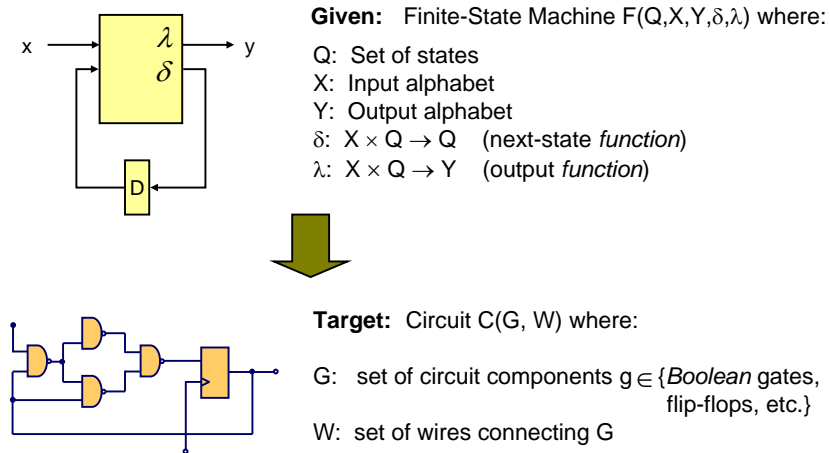 Given: Finite-State Machine F(Q,X,Y,δ,λ) where:
x
λ
y
δ
D
Q: Set of states
X: Input alphabet
Y: Output alphabet
δ: X × Q → Q (next-state function)
λ: X × Q → Y (output function)
Target: Circuit C(G, W) where:
G: set of circuit components g ∈ {Boolean gates,
flip-flops, etc.}
W: set of wires connecting G